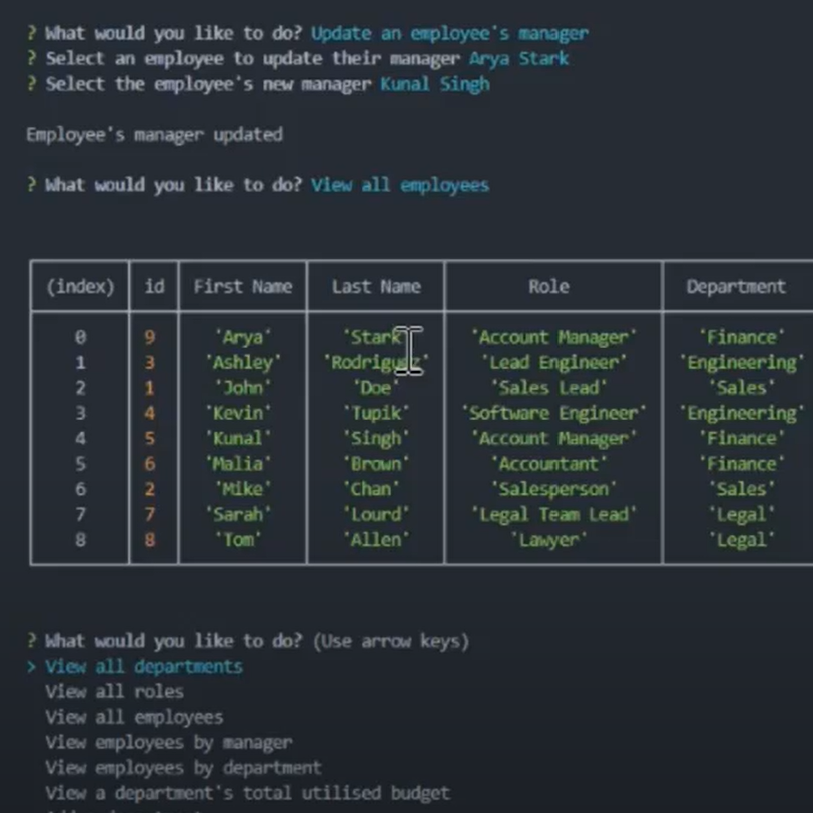 ? What would you like to do? Update an employee's manager
? Select an employee to update their manager Arya Stark
? Select the employee's new manager Kunal Singh
Employee's manager updated
? What would you like to do? View all employees
(index) id First Name Last Name Role Department
0 9 'Arya' 'Stark' 'Account Manager' 'Finance'
1 3 'Ashley' 'Rodriguez' 'Lead Engineer' 'Engineering'
2 1 'John' 'Doe' 'Sales Lead' 'Sales'
3 4 'Kevin' 'Tupik' 'Software Engineer' 'Engineering'
4 5 'Kunal' 'Singh' 'Account Manager' 'Finance'
5 6 'Malia' 'Brown' 'Accountant' 'Finance'
6 2 'Mike' 'Chan' 'Salesperson' 'Sales'
7 7 'Sarah' 'Lourd' 'Legal Team Lead' 'Legal'
8 8 'Tom' 'Allen' 'Lawyer' 'Legal'
? What would you like to do? (Use arrow keys)
> View all departments
View all roles
View all employees
View employees by manager
View employees by department
View a department's total utilised budget